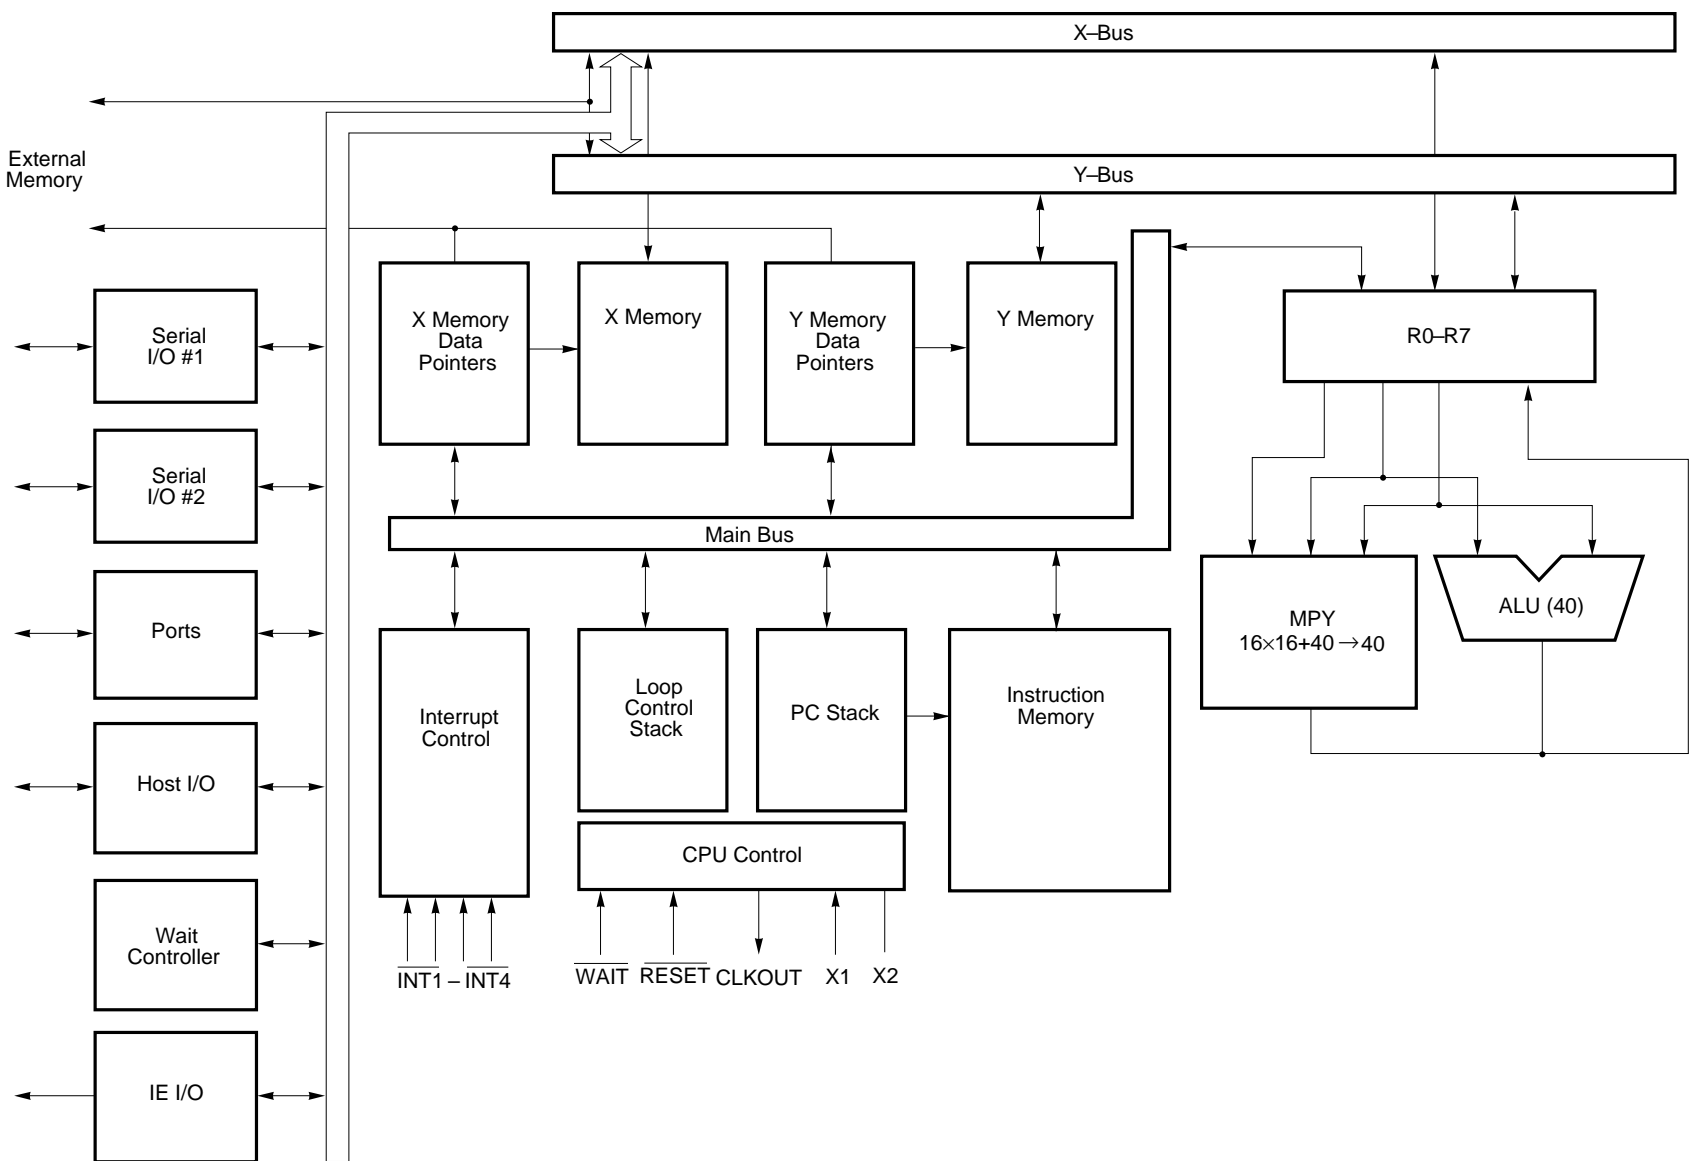 X–Bus
External
Memory
Y–Bus
Serial
I/O #1
X Memory
Data
Pointers
X Memory
Y Memory
Data
Pointers
Y Memory
R0–R7
Serial
I/O #2
Main Bus
Ports
MPY
16×16+40→40
ALU (40)
Interrupt
Control
Loop
Control
Stack
PC Stack
Instruction
Memory
Host I/O
CPU Control
Wait
Controller
INT1 – INT4
WAIT
RESET
CLKOUT
X1
X2
IE I/O